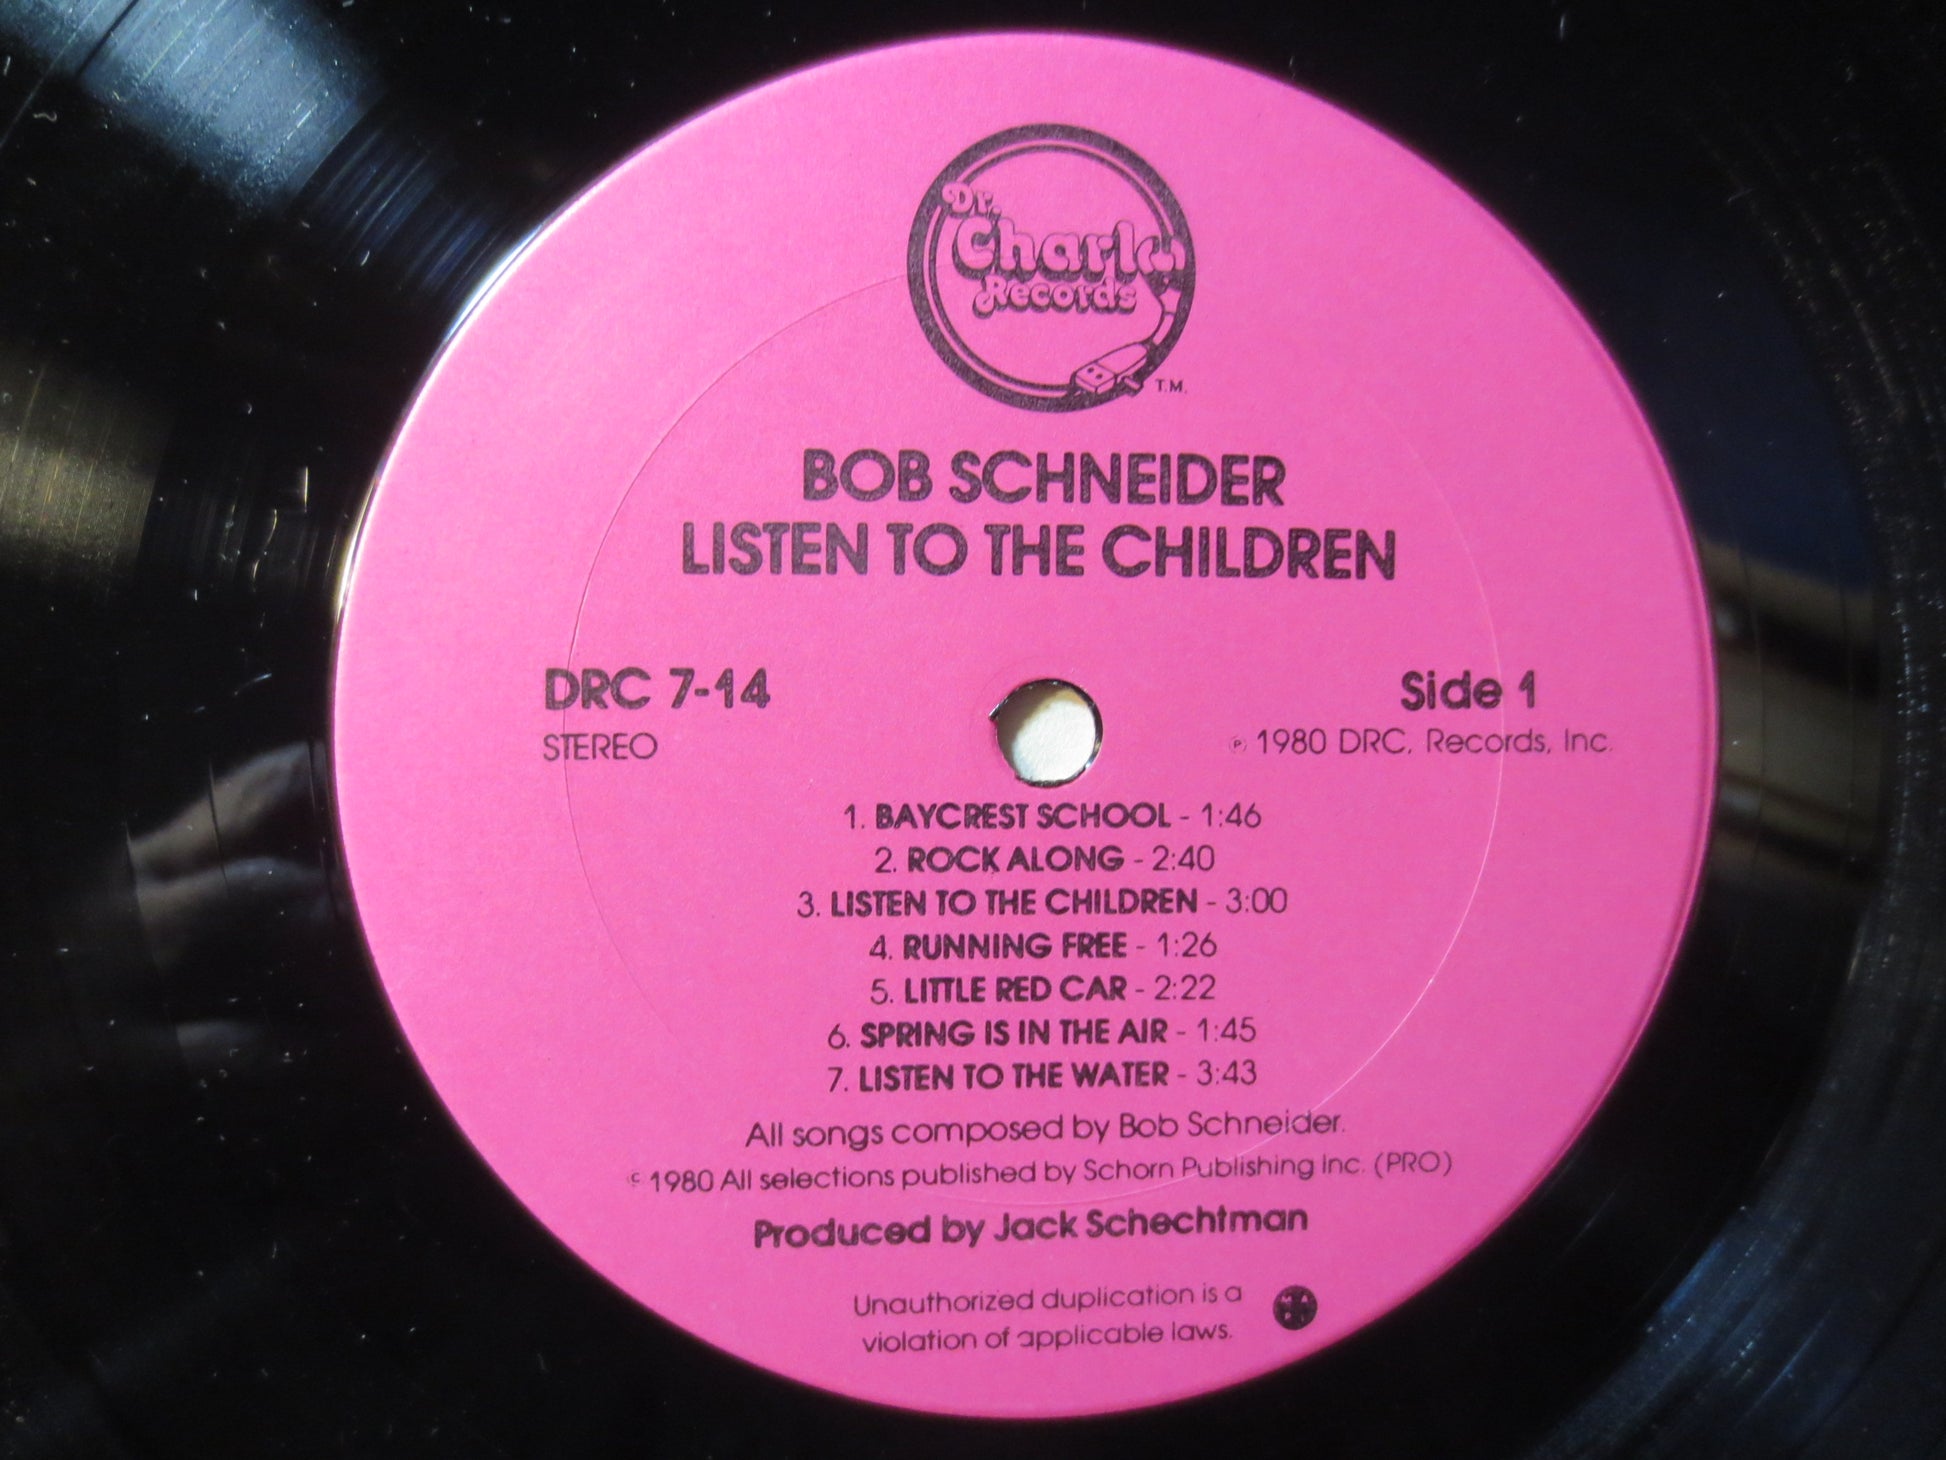 Dr.
Charley
Records
T.M.
BOB SCHNEIDER
LISTEN TO THE CHILDREN
DRC 7-14
STEREO
Side 1
℗ 1980 DRC. Records, Inc.
1. BAYCREST SCHOOL - 1:46
2. ROCK ALONG - 2:40
3. LISTEN TO THE CHILDREN - 3:00
4. RUNNING FREE - 1:26
5. LITTLE RED CAR - 2:22
6. SPRING IS IN THE AIR - 1:45
7. LISTEN TO THE WATER - 3:43
All songs composed by Bob Schneider.
© 1980 All selections published by Schorn Publishing Inc. (PRO)
Produced by Jack Schechtman
Unauthorized duplication is a
violation of applicable laws.
M A
P L